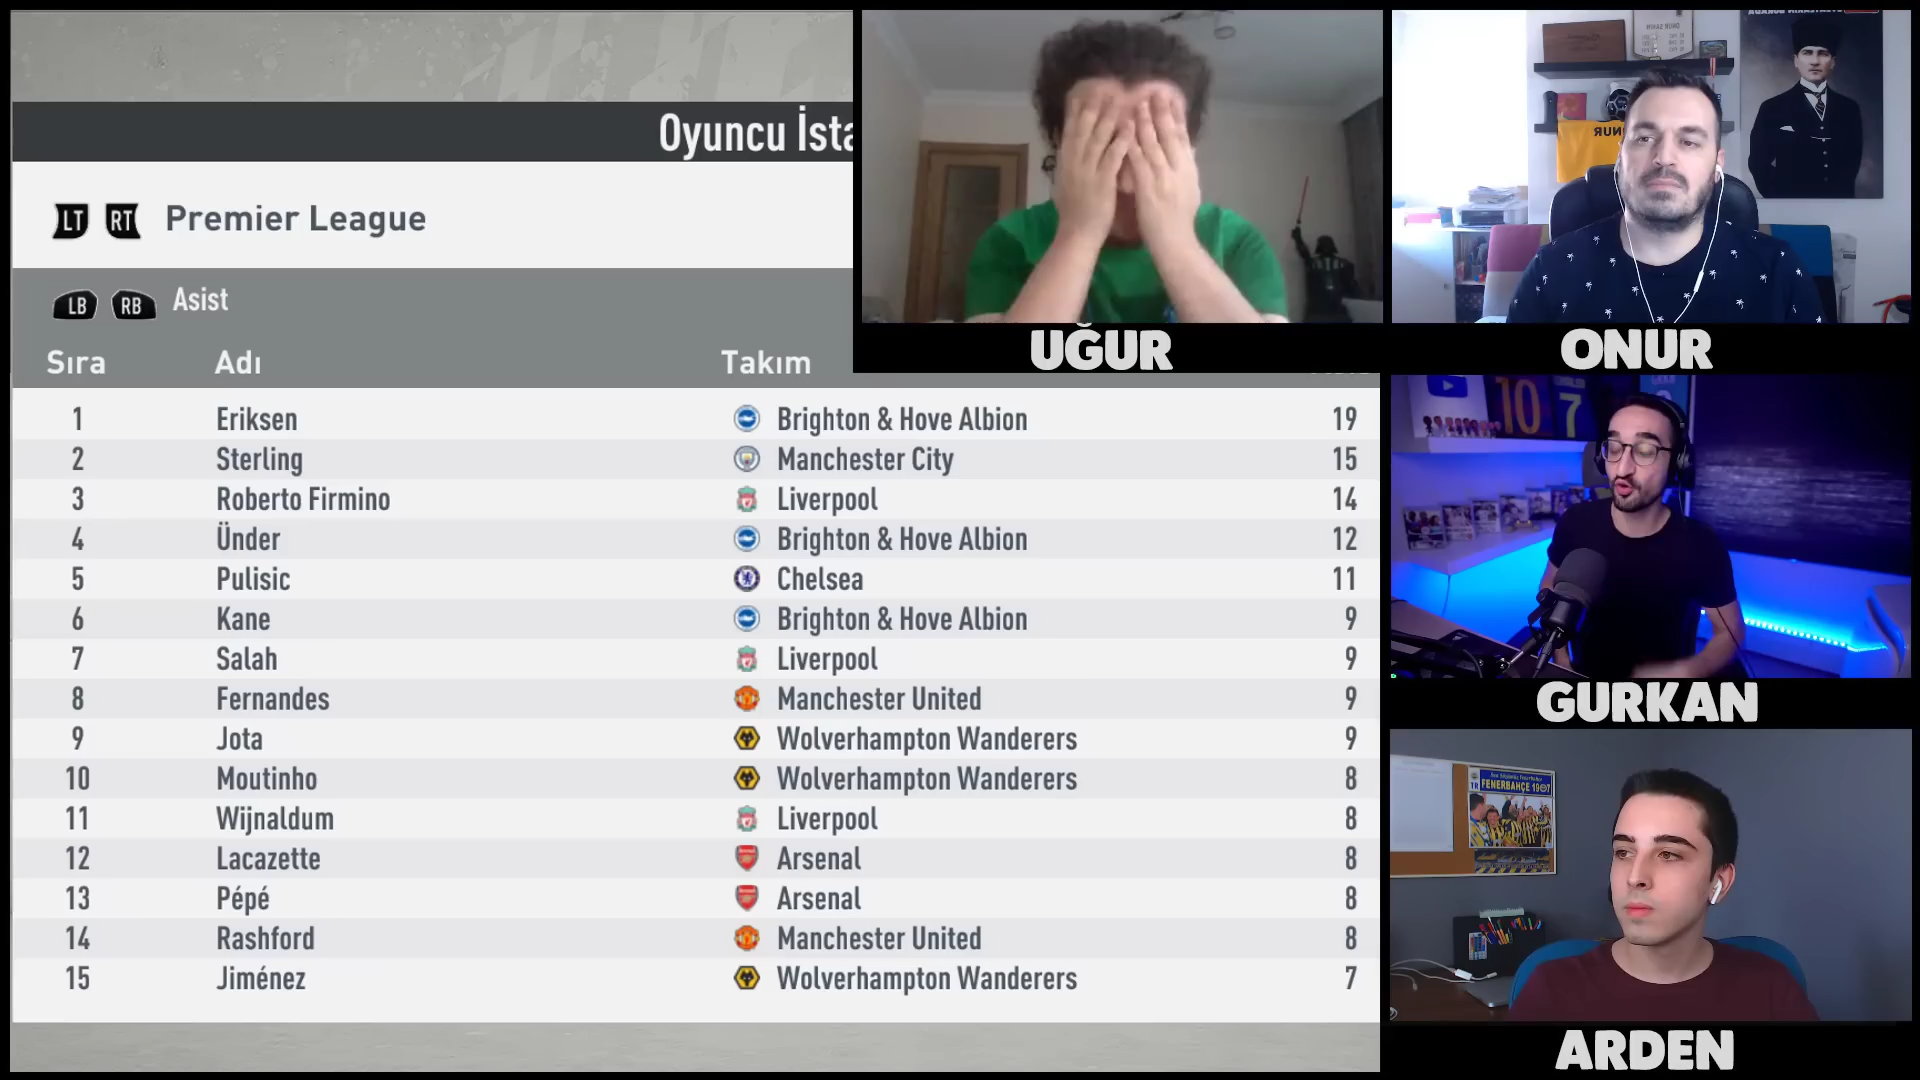 Oyuncu İsta
LT RT Premier League
LB RB Asist
Sıra Adı Takım
1 Eriksen Brighton & Hove Albion 19
2 Sterling Manchester City 15
3 Roberto Firmino Liverpool 14
4 Ünder Brighton & Hove Albion 12
5 Pulisic Chelsea 11
6 Kane Brighton & Hove Albion 9
7 Salah Liverpool 9
8 Fernandes Manchester United 9
9 Jota Wolverhampton Wanderers 9
10 Moutinho Wolverhampton Wanderers 8
11 Wijnaldum Liverpool 8
12 Lacazette Arsenal 8
13 Pépé Arsenal 8
14 Rashford Manchester United 8
15 Jiménez Wolverhampton Wanderers 7
UĞUR
ONUR
10 7
GURKAN
FENERBAHÇE 1907
ARDEN